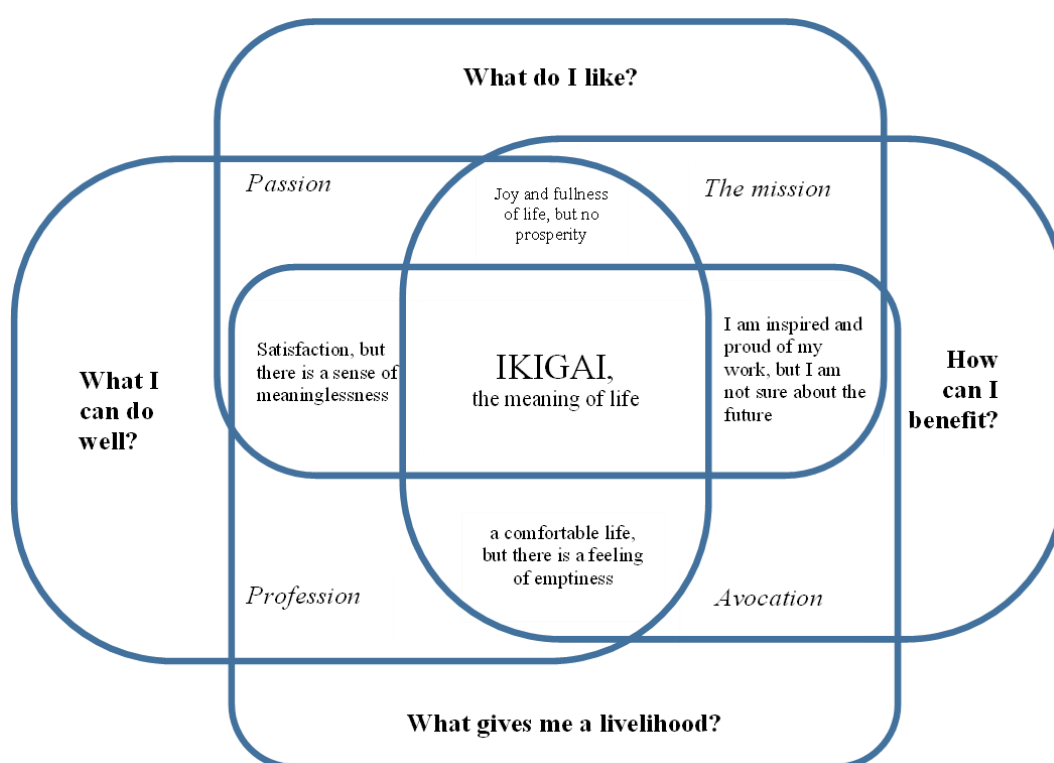 What do I like?
Passion
Joy and fullness
of life, but no
prosperity
The mission
Satisfaction, but
there is a sense of
meaninglessness
IKIGAI,
the meaning of life
I am inspired and
proud of my
work, but I am
not sure about the
future
What I
can do
well?
How
can I
benefit?
a comfortable life,
but there is a feeling
of emptiness
Profession
Avocation
What gives me a livelihood?